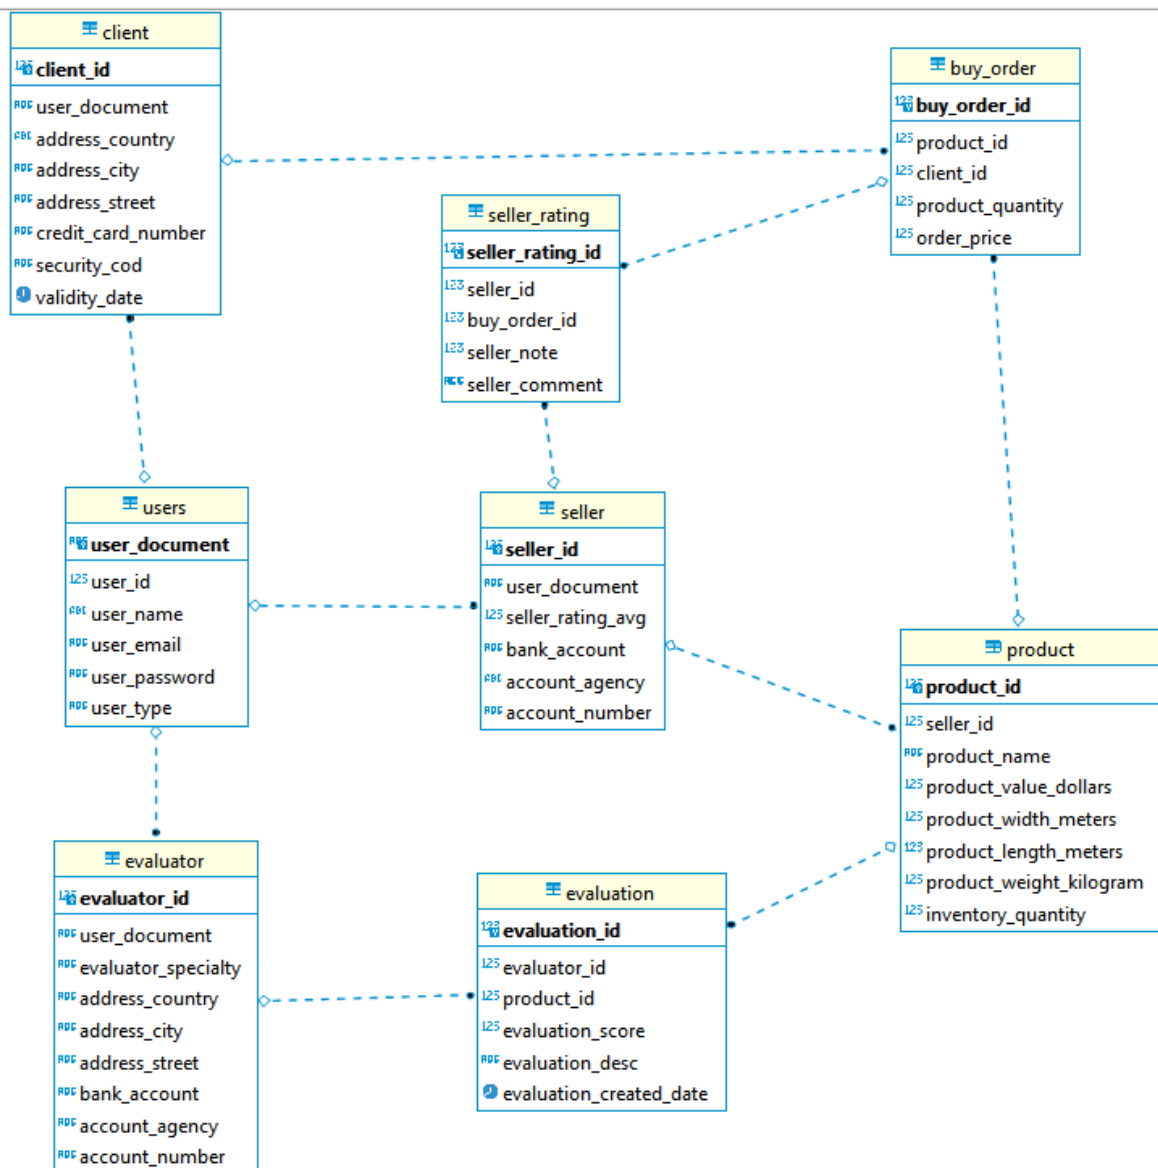 client
client_id
user_document
address_country
address_city
address_street
credit_card_number
security_cod
validity_date
buy_order
buy_order_id
product_id
client_id
product_quantity
order_price
seller_rating
seller_rating_id
seller_id
buy_order_id
seller_note
seller_comment
users
user_document
user_id
user_name
user_email
user_password
user_type
seller
seller_id
user_document
seller_rating_avg
bank_account
account_agency
account_number
product
product_id
seller_id
product_name
product_value_dollars
product_width_meters
product_length_meters
product_weight_kilogram
inventory_quantity
evaluator
evaluator_id
user_document
evaluator_specialty
address_country
address_city
address_street
bank_account
account_agency
account_number
evaluation
evaluation_id
evaluator_id
product_id
evaluation_score
evaluation_desc
evaluation_created_date